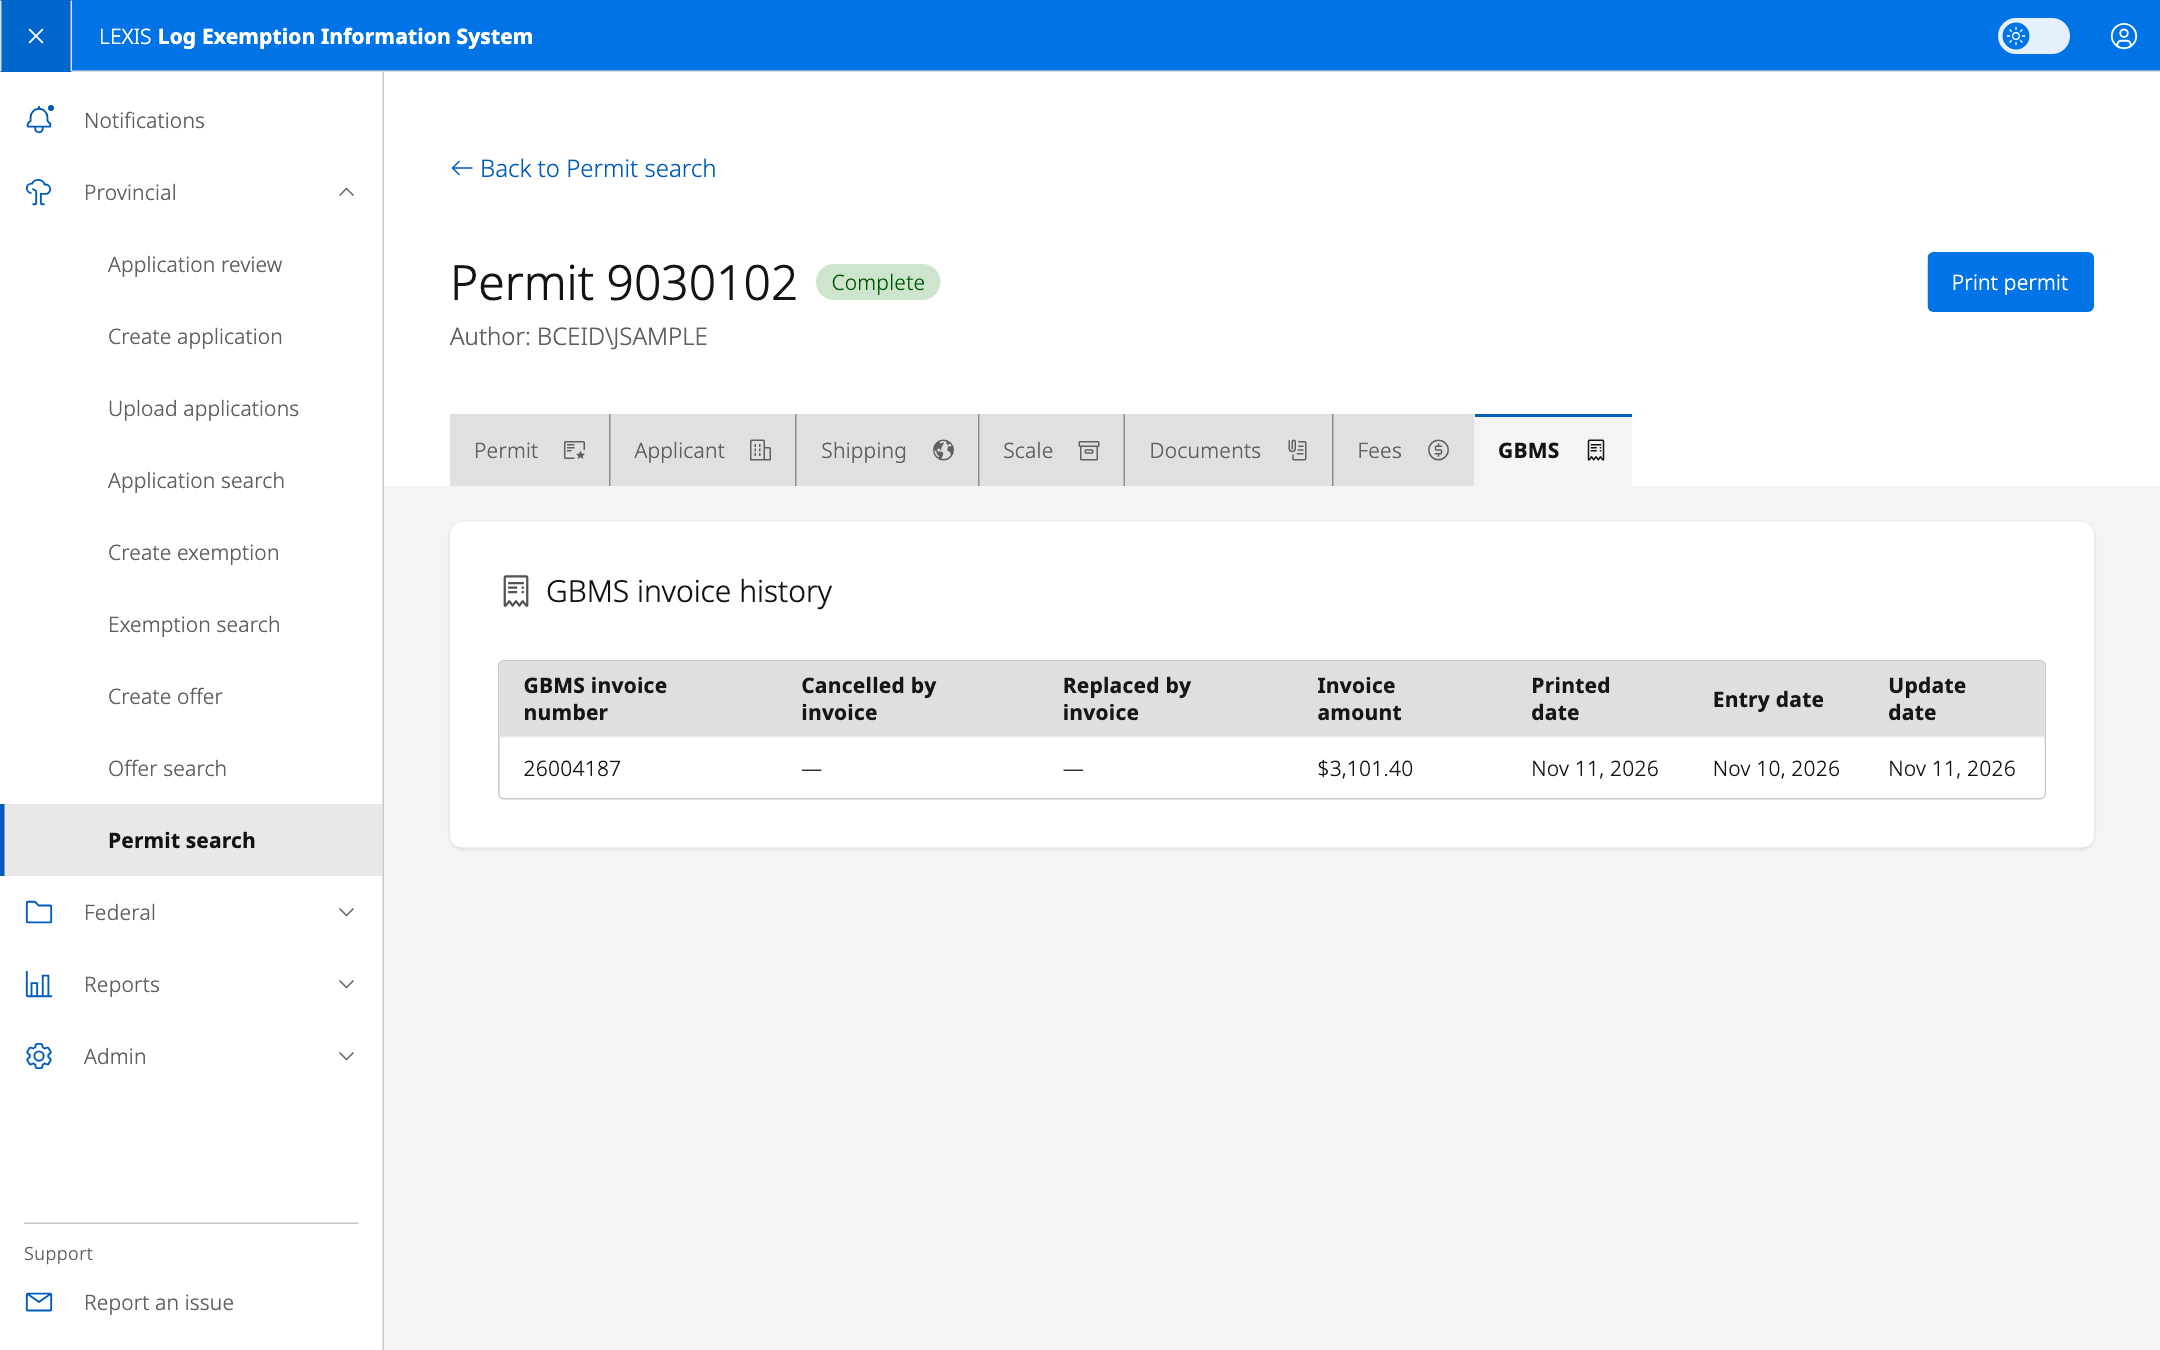 LEXIS Log Exemption Information System
Notifications
Provincial
Application review
Create application
Upload applications
Application search
Create exemption
Exemption search
Create offer
Offer search
Permit search
Federal
Reports
Admin
Support
Report an issue
← Back to Permit search
Permit 9030102 Complete
Author: BCEID\JSAMPLE
Print permit
Permit Applicant Shipping Scale Documents Fees GBMS
GBMS invoice history
GBMS invoice number Cancelled by invoice Replaced by invoice Invoice amount Printed date Entry date Update date
26004187 — — $3,101.40 Nov 11, 2026 Nov 10, 2026 Nov 11, 2026